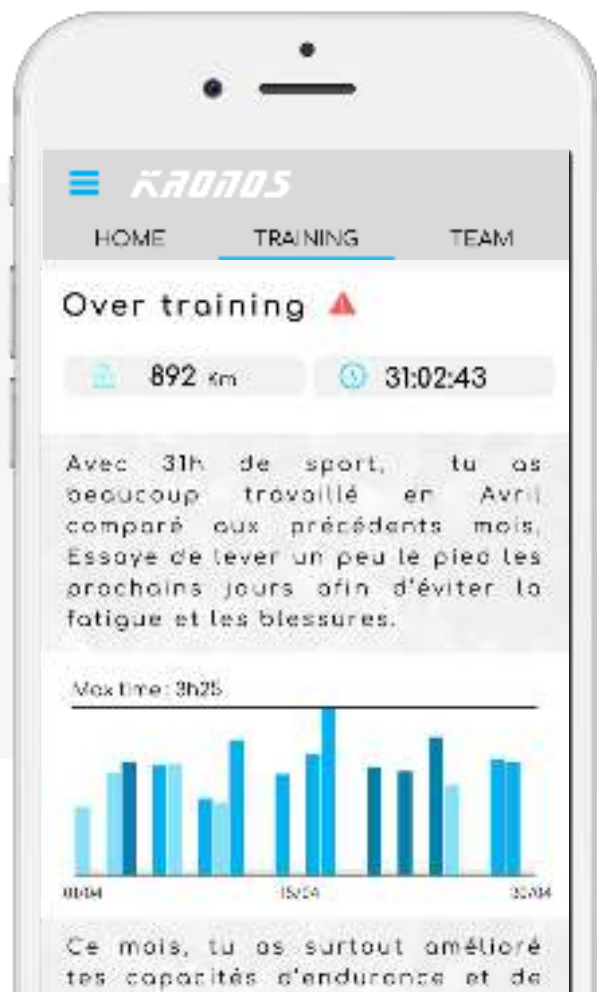 KRONOS
HOME TRAINING TEAM
Over training
892 Km 31:02:43
Avec 31h de sport, tu as
beaucoup travaillé en Avril
comparé aux précédents mois,
Essaye de lever un peu le pied les
prochains jours afin d'éviter la
fatigue et les blessures.
Max time : 3h25
01/04 15/04 30/04
Ce mois, tu as surtout amélioré
tes capacités d'endurance et de